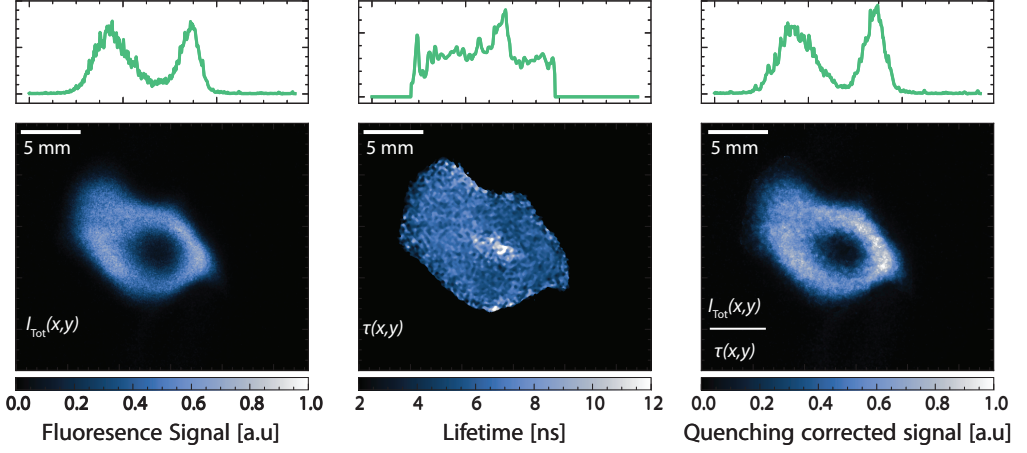 5 mm
I_Tot(x,y)
0.0 0.2 0.4 0.6 0.8 1.0
Fluoresence Signal [a.u]
5 mm
τ(x,y)
2 4 6 8 10 12
Lifetime [ns]
5 mm
I_Tot(x,y)
τ(x,y)
0.0 0.2 0.4 0.6 0.8 1.0
Quenching corrected signal [a.u]